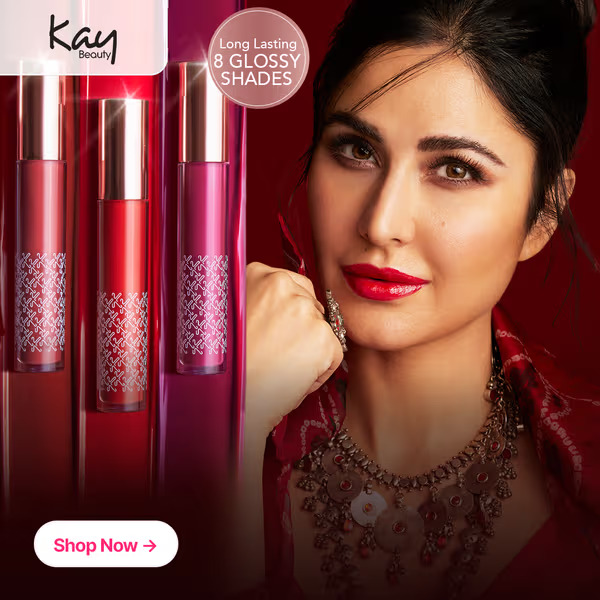 Kay
Beauty
Long Lasting
8 GLOSSY
SHADES
Shop Now →